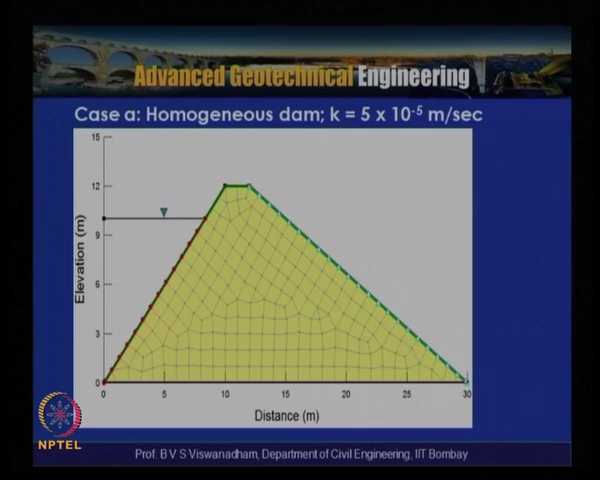 Advanced Geotechnical Engineering
Case a: Homogeneous dam; k = 5 x 10⁻⁵ m/sec
15
12
9
6
3
0
Elevation (m)
0 5 10 15 20 25 30
Distance (m)
NPTEL
Prof. B V S Viswanadham, Department of Civil Engineering, IIT Bombay